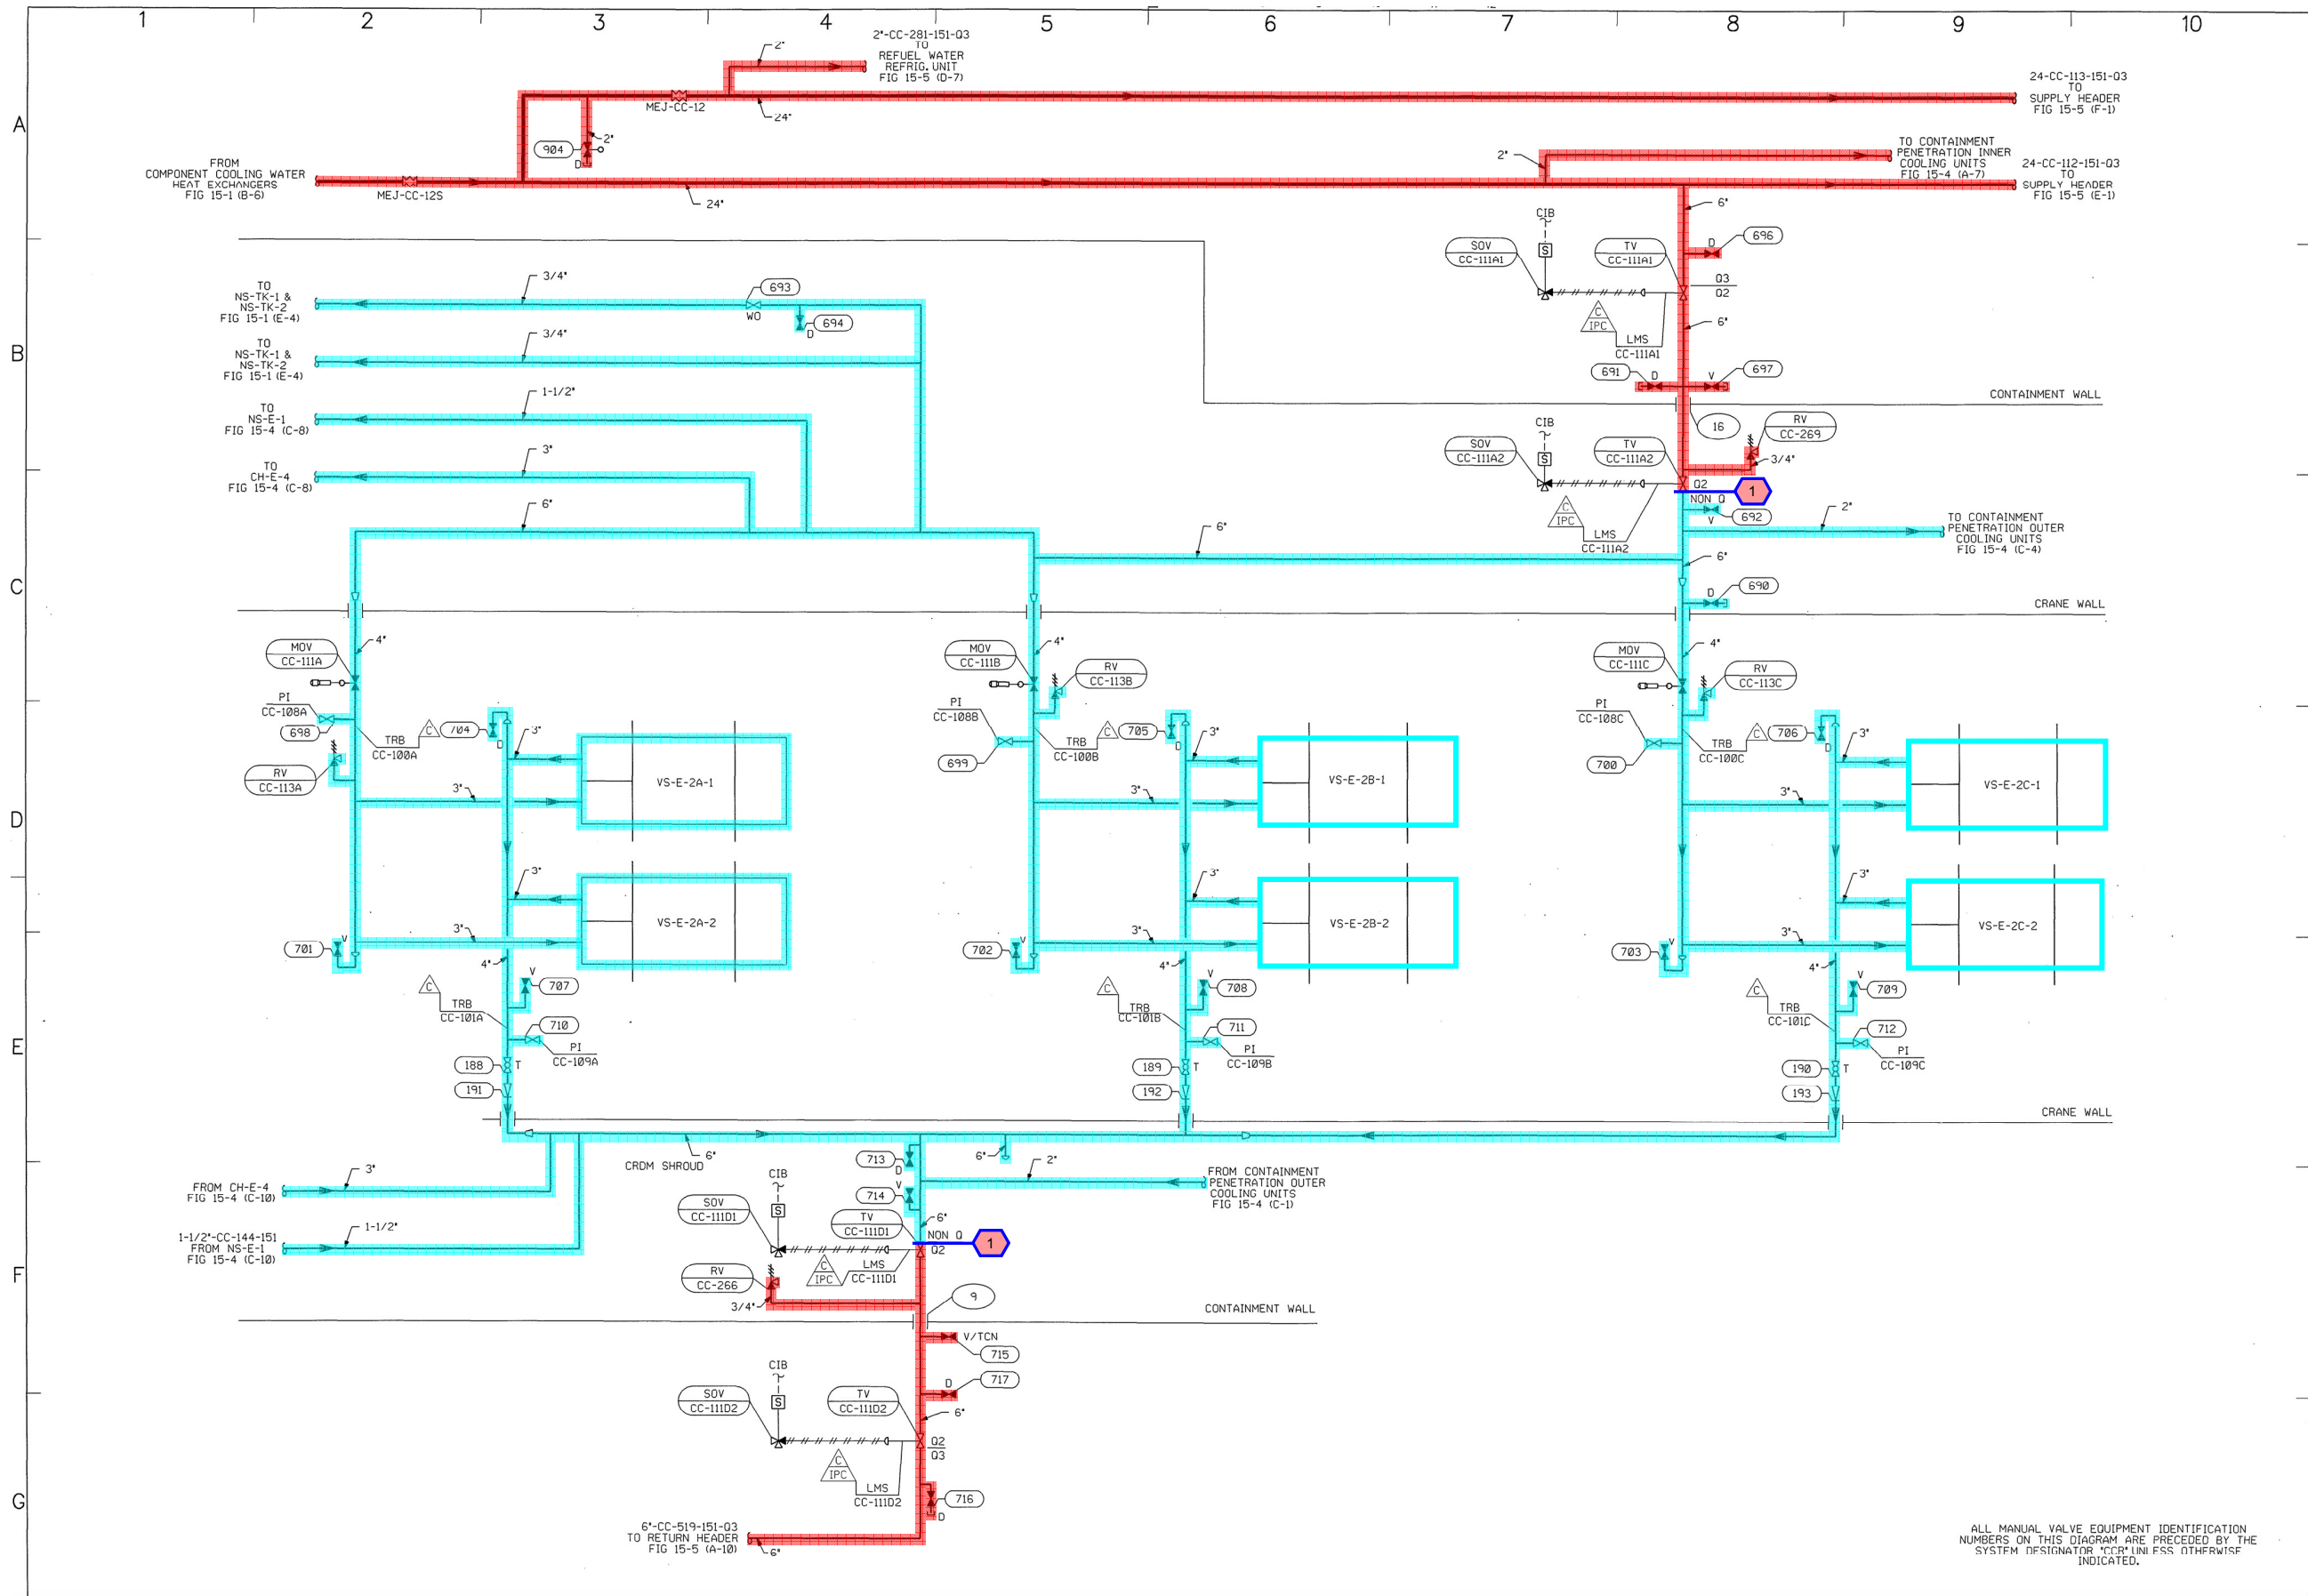 1 2 3 4 5 6 7 8 9 10
A
B
C
D
E
F
G
2"-CC-281-151-Q3
TO
REFUEL WATER
REFRIG. UNIT
FIG 15-5 (D-7)
2"
MEJ-CC-12
24"
2"
904
D
24-CC-113-151-Q3
TO
SUPPLY HEADER
FIG 15-5 (F-1)
FROM
COMPONENT COOLING WATER
HEAT EXCHANGERS
FIG 15-1 (B-6)
MEJ-CC-12S
24"
2"
TO CONTAINMENT
PENETRATION INNER
COOLING UNITS
FIG 15-4 (A-7)
24-CC-112-151-Q3
TO
SUPPLY HEADER
FIG 15-5 (E-1)
6"
CIB
S
SOV
CC-111A1
TV
CC-111A1
D
696
Q3
Q2
C
IPC
LMS
CC-111A1
6"
691
D
V
697
CONTAINMENT WALL
16
RV
CC-269
3/4"
CIB
S
SOV
CC-111A2
TV
CC-111A2
Q2
NON Q
1
C
IPC
LMS
CC-111A2
692
V
2"
TO CONTAINMENT
PENETRATION OUTER
COOLING UNITS
FIG 15-4 (C-4)
6"
6"
D
690
CRANE WALL
TO
NS-TK-1 &
NS-TK-2
FIG 15-1 (E-4)
3/4"
693
WO
694
D
TO
NS-TK-1 &
NS-TK-2
FIG 15-1 (E-4)
3/4"
TO
NS-E-1
FIG 15-4 (C-8)
1-1/2"
TO
CH-E-4
FIG 15-4 (C-8)
3"
6"
MOV
CC-111A
4"
PI
CC-108A
698
TRB
CC-100A
C
704
D
RV
CC-113A
3"
3"
VS-E-2A-1
3"
3"
VS-E-2A-2
701
V
4"
C
TRB
CC-101A
V
707
710
PI
CC-109A
188
T
191
MOV
CC-111B
4"
RV
CC-113B
PI
CC-108B
699
TRB
CC-100B
C
705
D
3"
3"
VS-E-2B-1
3"
3"
VS-E-2B-2
702
V
4"
C
TRB
CC-101B
V
708
711
PI
CC-109B
189
T
192
MOV
CC-111C
4"
RV
CC-113C
PI
CC-108C
700
TRB
CC-100C
C
706
D
3"
3"
VS-E-2C-1
3"
3"
VS-E-2C-2
703
V
4"
C
TRB
CC-101C
V
709
712
PI
CC-109C
190
T
193
CRANE WALL
6"
CRDM SHROUD
713
D
6"
2"
FROM CONTAINMENT
PENETRATION OUTER
COOLING UNITS
FIG 15-4 (C-1)
FROM CH-E-4
FIG 15-4 (C-10)
3"
1-1/2"-CC-144-151
FROM NS-E-1
FIG 15-4 (C-10)
1-1/2"
V
714
6"
CIB
S
SOV
CC-111D1
TV
CC-111D1
NON Q
Q2
1
C
IPC
LMS
CC-111D1
RV
CC-266
3/4"
9
CONTAINMENT WALL
V/TCN
715
D
717
CIB
S
SOV
CC-111D2
TV
CC-111D2
6"
Q2
Q3
C
IPC
LMS
CC-111D2
716
D
6"-CC-519-151-Q3
TO RETURN HEADER
FIG 15-5 (A-10)
6"
ALL MANUAL VALVE EQUIPMENT IDENTIFICATION
NUMBERS ON THIS DIAGRAM ARE PRECEDED BY THE
SYSTEM DESIGNATOR "CCR" UNLESS OTHERWISE
INDICATED.